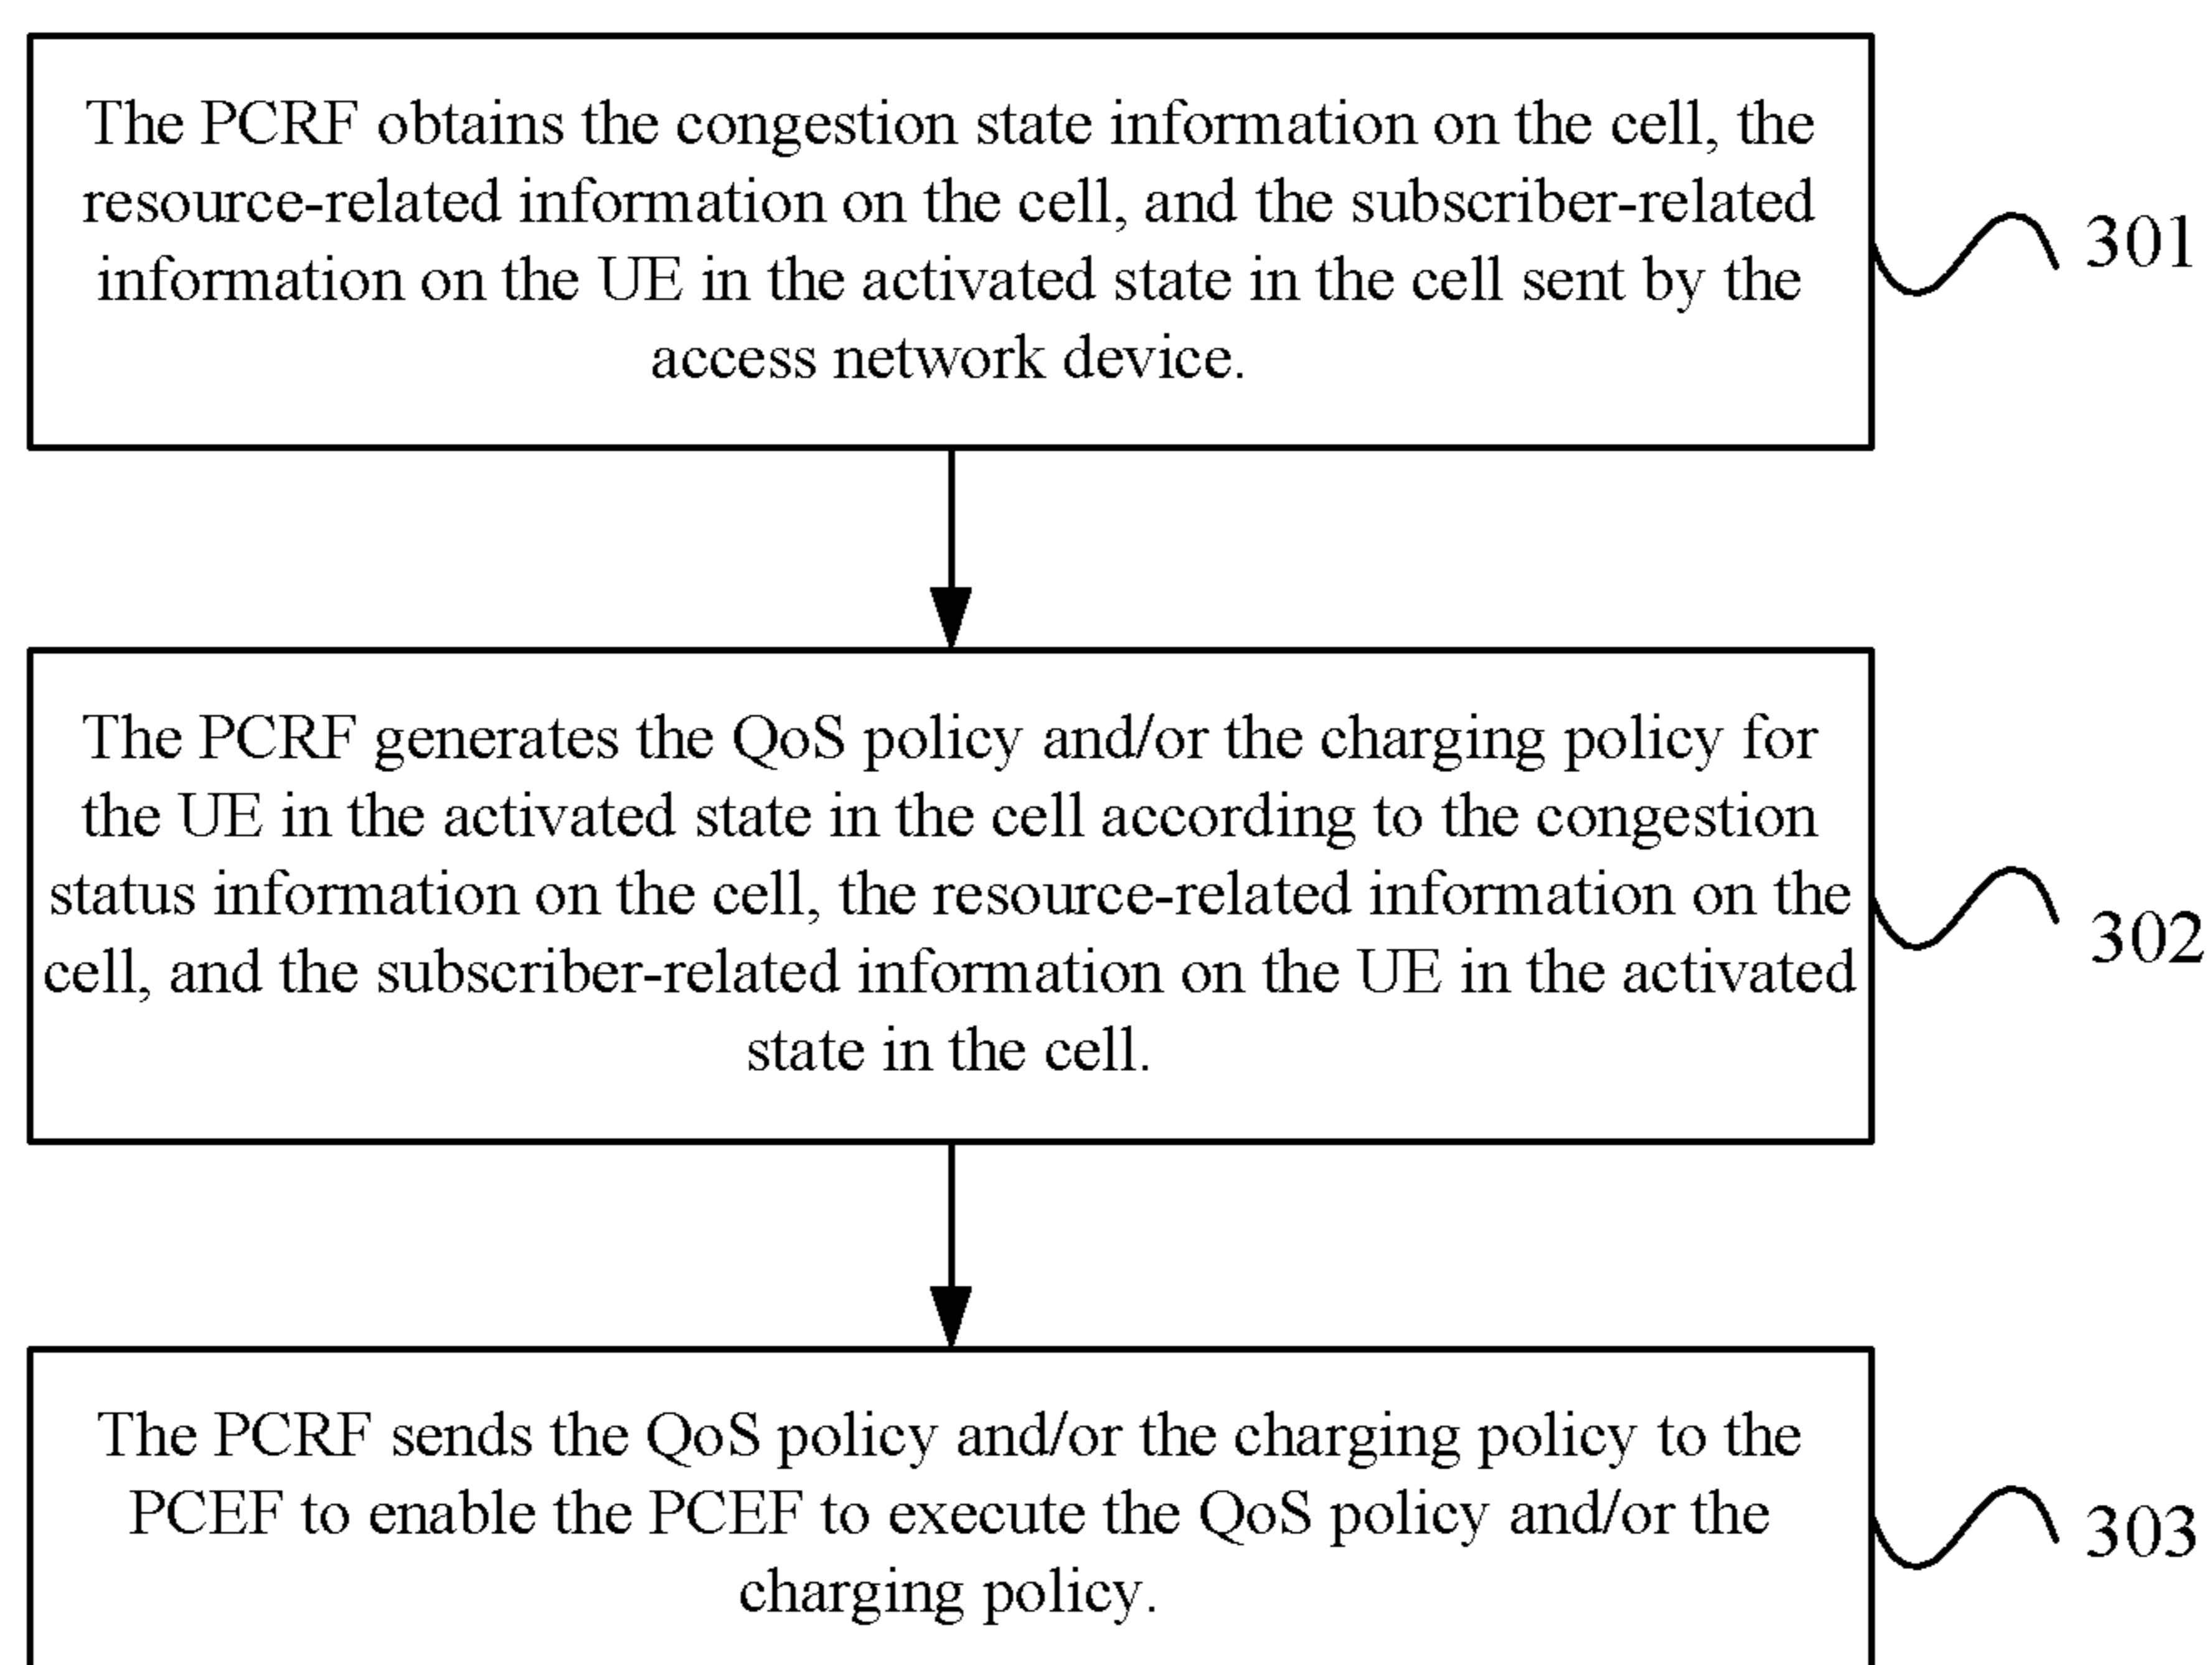 The PCRF obtains the congestion state information on the cell, the
resource-related information on the cell, and the subscriber-related
information on the UE in the activated state in the cell sent by the
access network device.
301
The PCRF generates the QoS policy and/or the charging policy for
the UE in the activated state in the cell according to the congestion
status information on the cell, the resource-related information on the
cell, and the subscriber-related information on the UE in the activated
state in the cell.
302
The PCRF sends the QoS policy and/or the charging policy to the
PCEF to enable the PCEF to execute the QoS policy and/or the
charging policy.
303